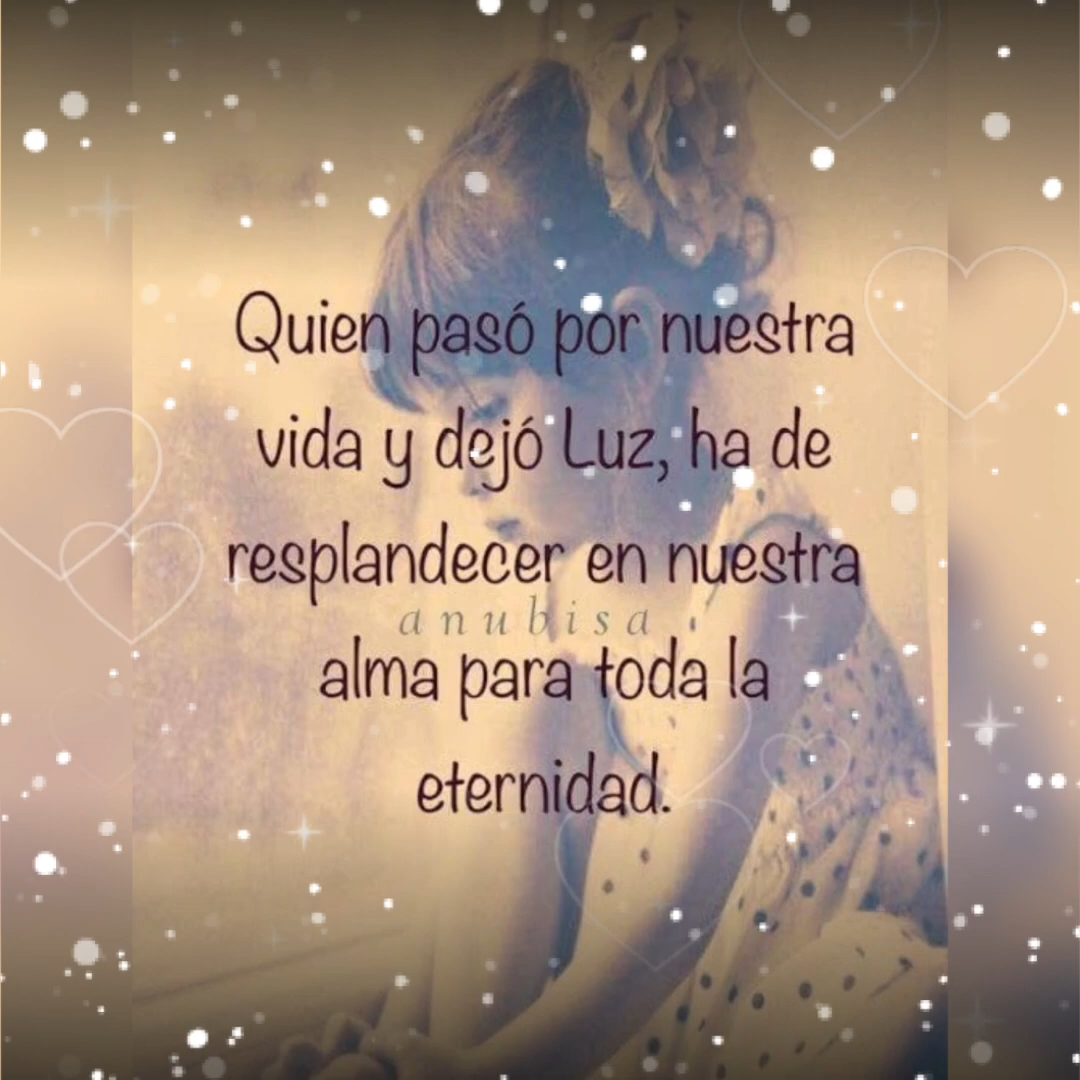 Quien pasó por nuestra
vida y dejó Luz, ha de
resplandecer en nuestra
anubisa
alma para toda la
eternidad.